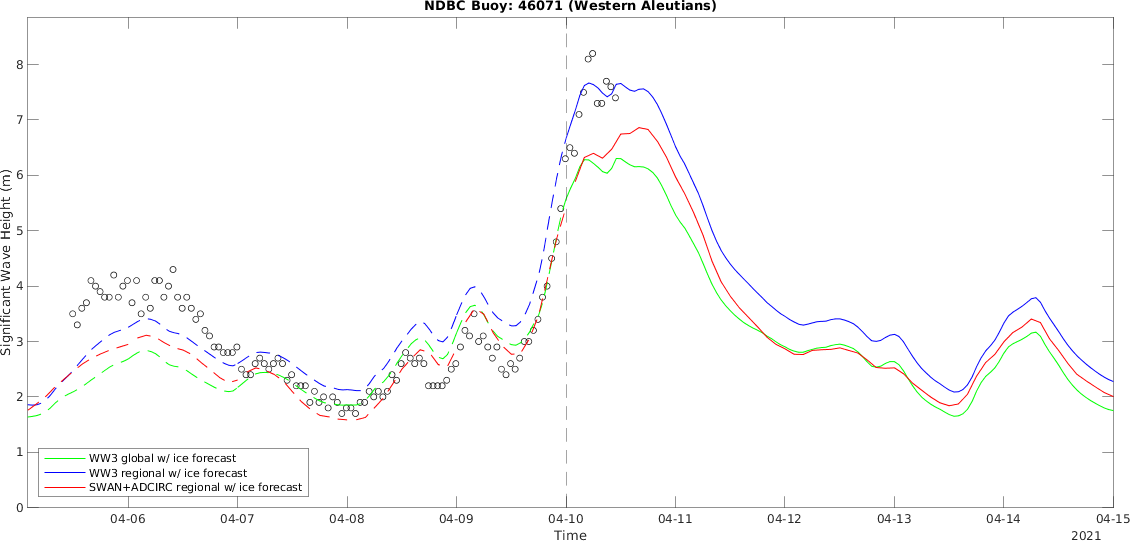 NDBC Buoy: 46071 (Western Aleutians)
Significant Wave Height (m)
8
7
6
5
4
3
2
1
0
WW3 global w/ ice forecast
WW3 regional w/ ice forecast
SWAN+ADCIRC regional w/ ice forecast
04-06 04-07 04-08 04-09 04-10 04-11 04-12 04-13 04-14 04-15
Time
2021